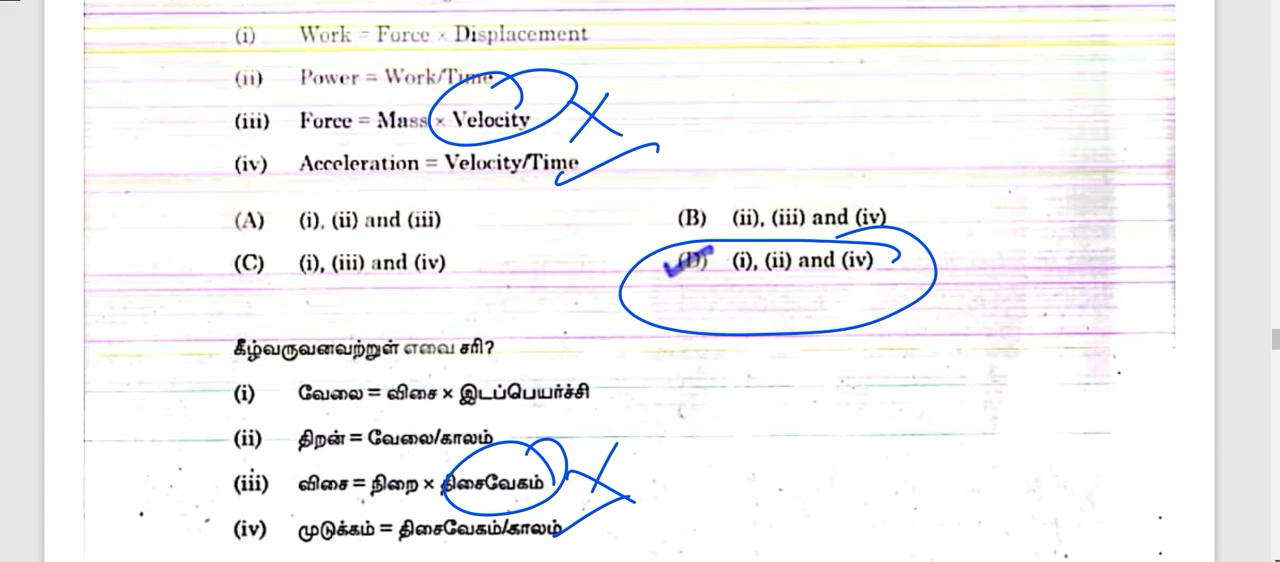 (i) Work = Force × Displacement
(ii) Power = Work/Time
(iii) Force = Mass × Velocity
(iv) Acceleration = Velocity/Time
(A) (i), (ii) and (iii) (B) (ii), (iii) and (iv)
(C) (i), (iii) and (iv) (D) (i), (ii) and (iv)
கீழ்வருவனவற்றுள் எவை சரி?
(i) வேலை = விசை × இடப்பெயர்ச்சி
(ii) திறன் = வேலை/காலம்
(iii) விசை = நிறை × திசைவேகம்
(iv) முடுக்கம் = திசைவேகம்/காலம்